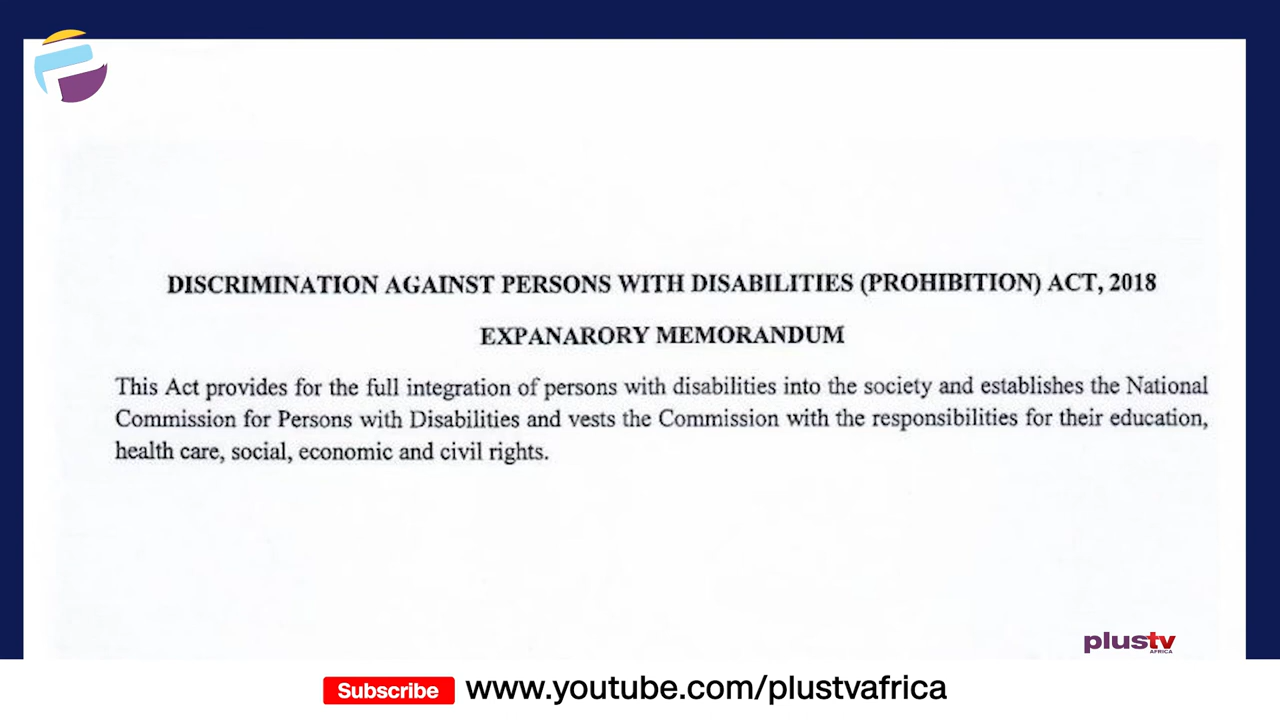 DISCRIMINATION AGAINST PERSONS WITH DISABILITIES (PROHIBITION) ACT, 2018
EXPANARORY MEMORANDUM
This Act provides for the full integration of persons with disabilities into the society and establishes the National
Commission for Persons with Disabilities and vests the Commission with the responsibilities for their education,
health care, social, economic and civil rights.
plustv
AFRICA
Subscribe www.youtube.com/plustvafrica